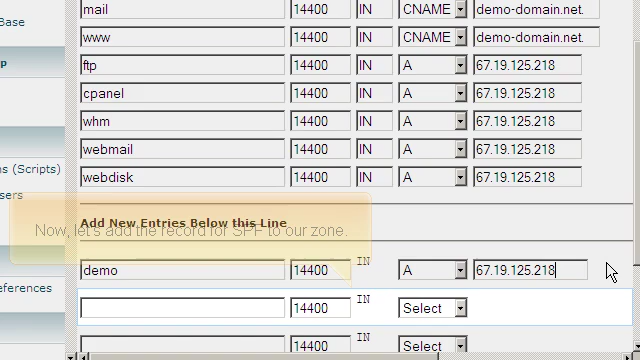 mail 14400 IN CNAME demo-domain.net.
Base
www 14400 IN CNAME demo-domain.net.
p ftp 14400 IN A 67.19.125.218
cpanel 14400 IN A 67.19.125.218
whm 14400 IN A 67.19.125.218
webmail 14400 IN A 67.19.125.218
ns (Scripts)
webdisk 14400 IN A 67.19.125.218
sers
Add New Entries Below this Line
Now, let's add the record for SPF to our zone.
demo 14400 IN A 67.19.125.218
eferences
14400 IN Select
14400 IN Select